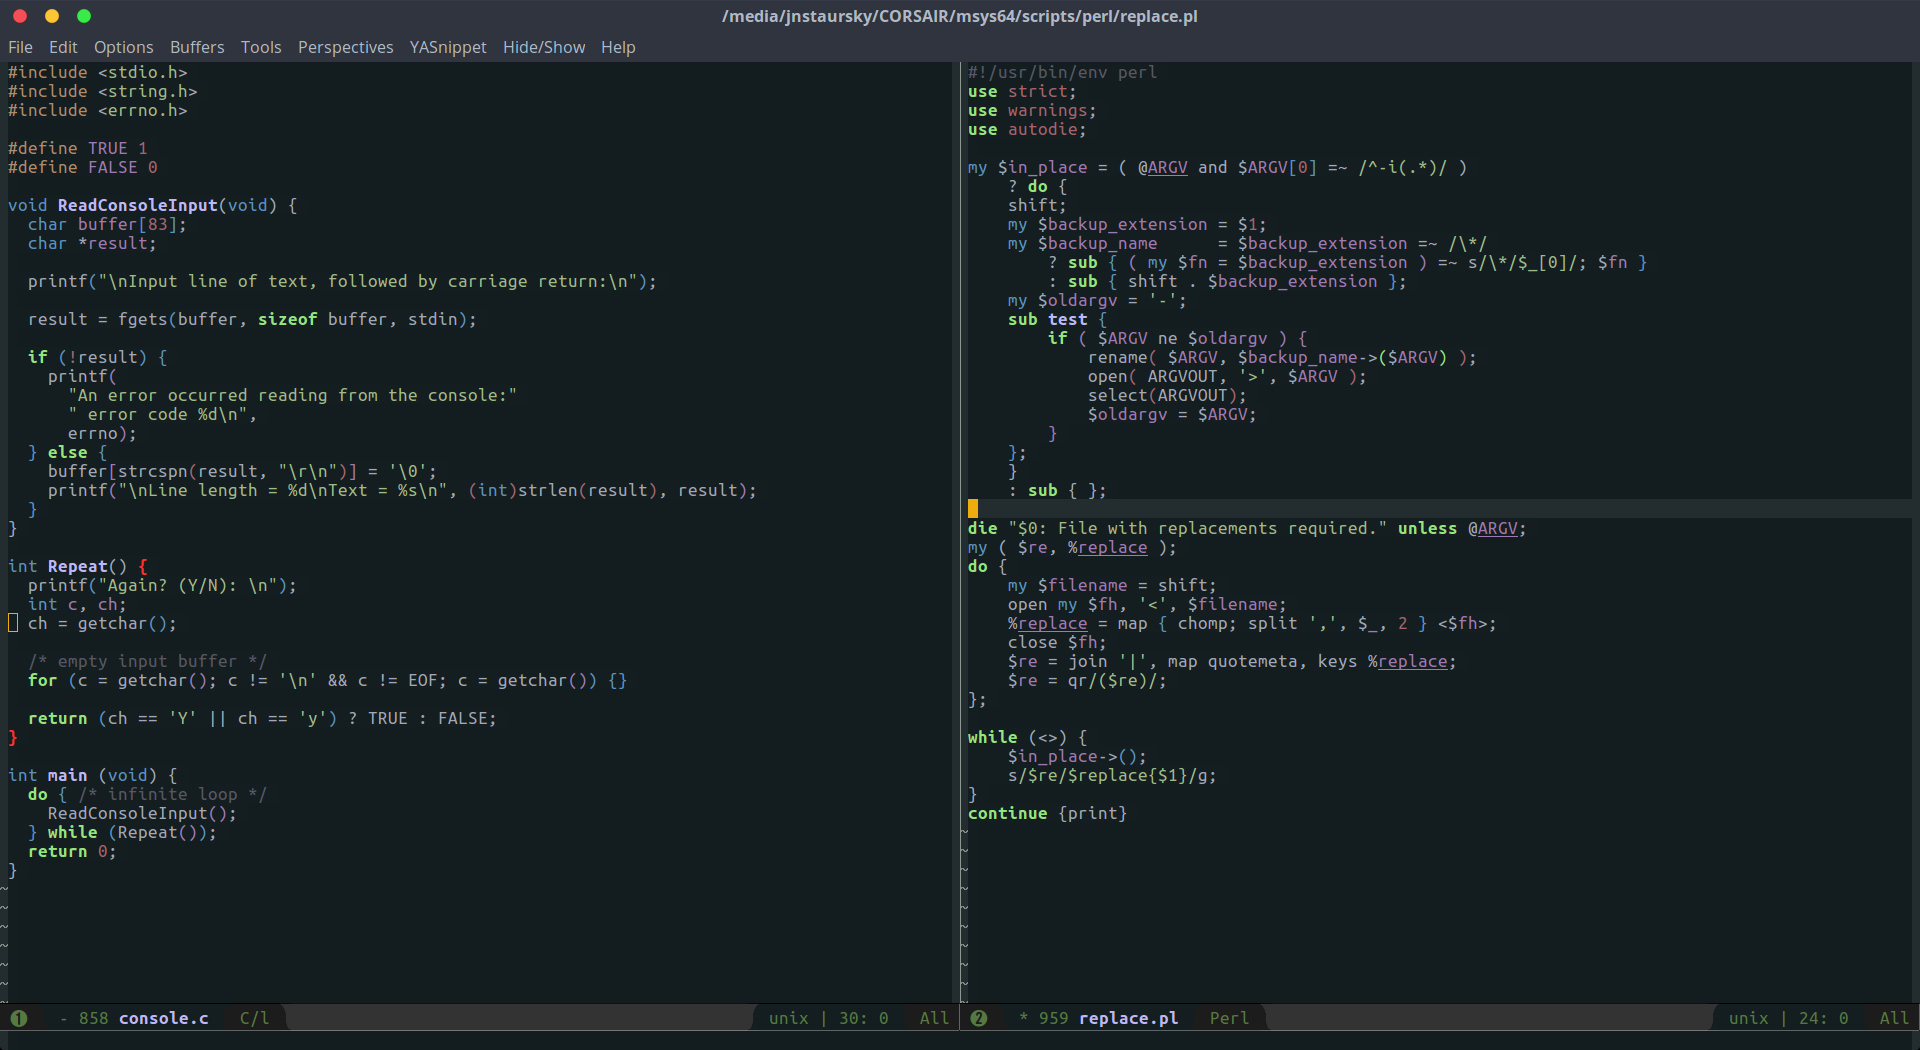 /media/jnstaursky/CORSAIR/msys64/scripts/perl/replace.pl
File Edit Options Buffers Tools Perspectives YASnippet Hide/Show Help
#include <stdio.h>
#include <string.h>
#include <errno.h>

#define TRUE 1
#define FALSE 0

void ReadConsoleInput(void) {
  char buffer[83];
  char *result;

  printf("\nInput line of text, followed by carriage return:\n");

  result = fgets(buffer, sizeof buffer, stdin);

  if (!result) {
    printf(
      "An error occurred reading from the console:"
      " error code %d\n",
      errno);
  } else {
    buffer[strcspn(result, "\r\n")] = '\0';
    printf("\nLine length = %d\nText = %s\n", (int)strlen(result), result);
  }
}

int Repeat() {
  printf("Again? (Y/N): \n");
  int c, ch;
  ch = getchar();

  /* empty input buffer */
  for (c = getchar(); c != '\n' && c != EOF; c = getchar()) {}

  return (ch == 'Y' || ch == 'y') ? TRUE : FALSE;
}

int main (void) {
  do { /* infinite loop */
    ReadConsoleInput();
  } while (Repeat());
  return 0;
}
~
~
~
~
~
~
~
1 - 858 console.c C/l unix | 30: 0 All
#!/usr/bin/env perl
use strict;
use warnings;
use autodie;

my $in_place = ( @ARGV and $ARGV[0] =~ /^-i(.*)/ )
    ? do {
    shift;
    my $backup_extension = $1;
    my $backup_name      = $backup_extension =~ /\*/
        ? sub { ( my $fn = $backup_extension ) =~ s/\*/$_[0]/; $fn }
        : sub { shift . $backup_extension };
    my $oldargv = '-';
    sub test {
        if ( $ARGV ne $oldargv ) {
            rename( $ARGV, $backup_name->($ARGV) );
            open( ARGVOUT, '>', $ARGV );
            select(ARGVOUT);
            $oldargv = $ARGV;
        }
    };
    }
    : sub { };

die "$0: File with replacements required." unless @ARGV;
my ( $re, %replace );
do {
    my $filename = shift;
    open my $fh, '<', $filename;
    %replace = map { chomp; split ',', $_, 2 } <$fh>;
    close $fh;
    $re = join '|', map quotemeta, keys %replace;
    $re = qr/($re)/;
};

while (<>) {
    $in_place->();
    s/$re/$replace{$1}/g;
}
continue {print}
~
~
~
~
~
~
~
~
~
~
2 * 959 replace.pl Perl unix | 24: 0 All